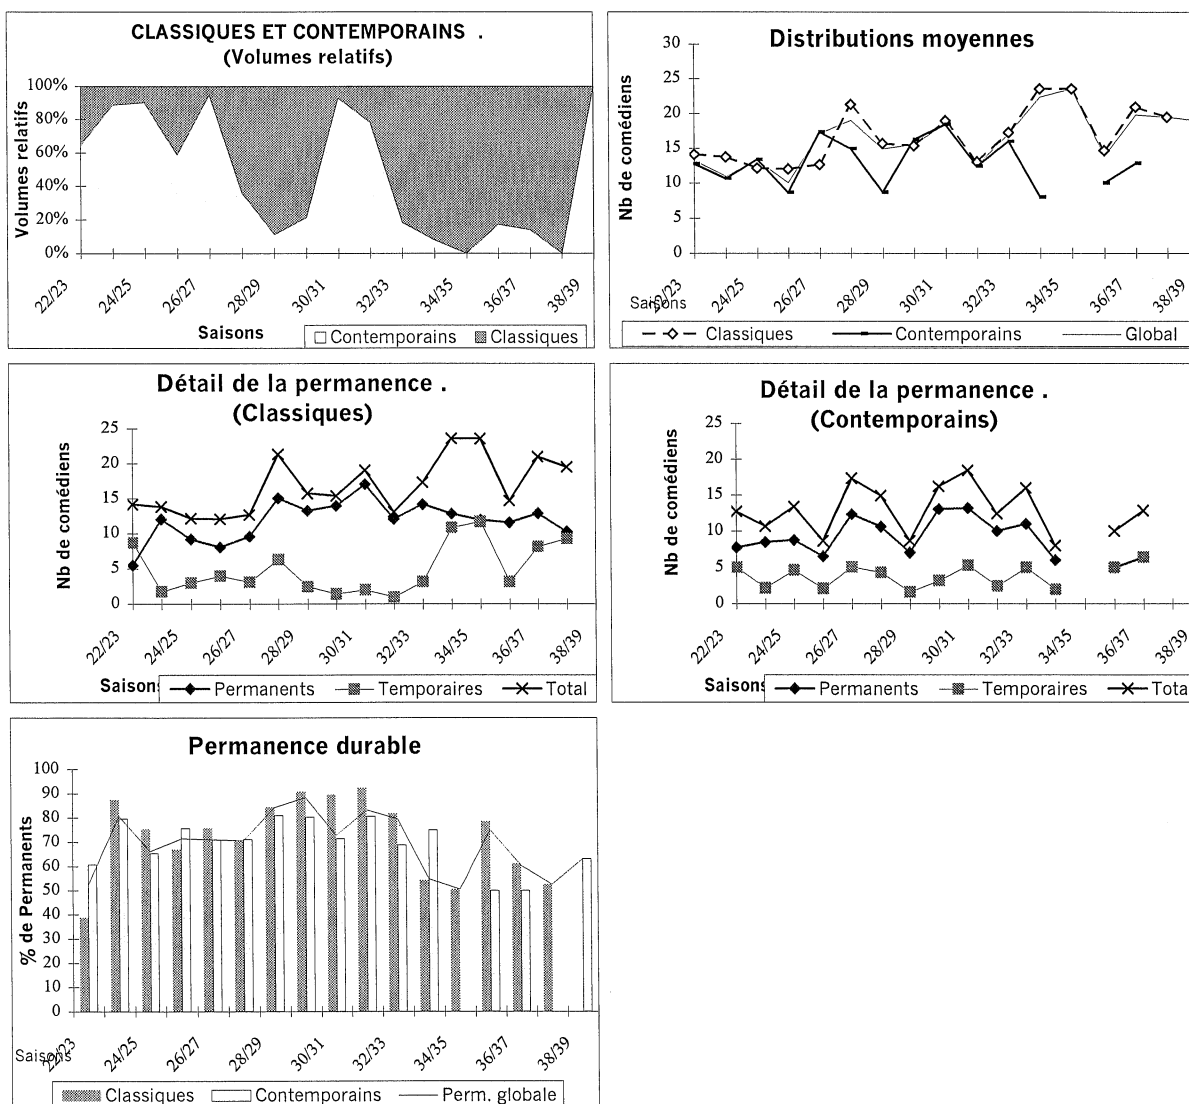 CLASSIQUES ET CONTEMPORAINS .
(Volumes relatifs)
Volumes relatifs
100%
80%
60%
40%
20%
0%
22/23 24/25 26/27 28/29 30/31 32/33 34/35 36/37 38/39
Saisons
Contemporains Classiques
Distributions moyennes
Nb de comédiens
30
25
20
15
10
5
0
22/23 24/25 26/27 28/29 30/31 32/33 34/35 36/37 38/39
Saisons
Classiques Contemporains Global
Détail de la permanence .
(Classiques)
Nb de comédiens
25
20
15
10
5
0
22/23 24/25 26/27 28/29 30/31 32/33 34/35 36/37 38/39
Saisons
Permanents Temporaires Total
Détail de la permanence .
(Contemporains)
Nb de comédiens
25
20
15
10
5
0
22/23 24/25 26/27 28/29 30/31 32/33 34/35 36/37 38/39
Saisons
Permanents Temporaires Tota
Permanence durable
% de Permanents
100
90
80
70
60
50
40
30
20
10
0
22/23 24/25 26/27 28/29 30/31 32/33 34/35 36/37 38/39
Saisons
Classiques Contemporains Perm. globale